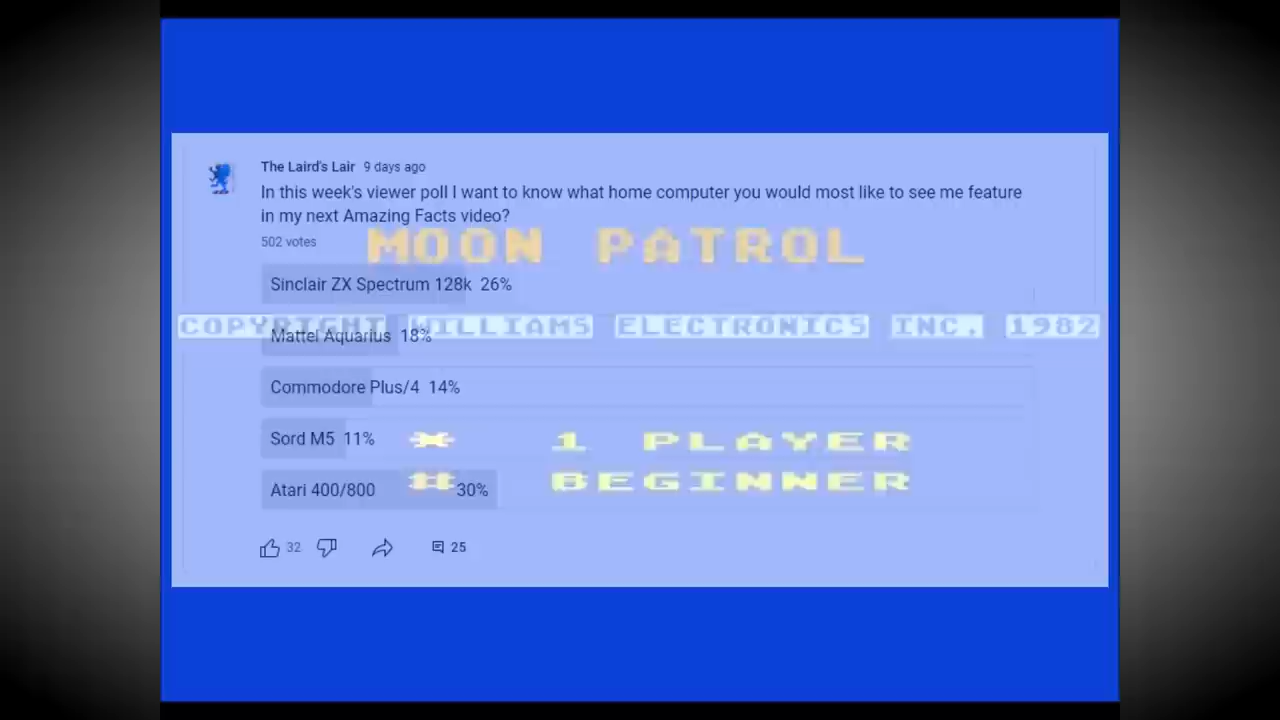 The Laird's Lair 9 days ago
In this week's viewer poll I want to know what home computer you would most like to see me feature
in my next Amazing Facts video?
502 votes
MOON PATROL
Sinclair ZX Spectrum 128k 26%
COPYRIGHT WILLIAMS ELECTRONICS INC. 1982
Mattel Aquarius 18%
Commodore Plus/4 14%
Sord M5 11%
* 1 PLAYER
# BEGINNER
Atari 400/800 30%
32 25